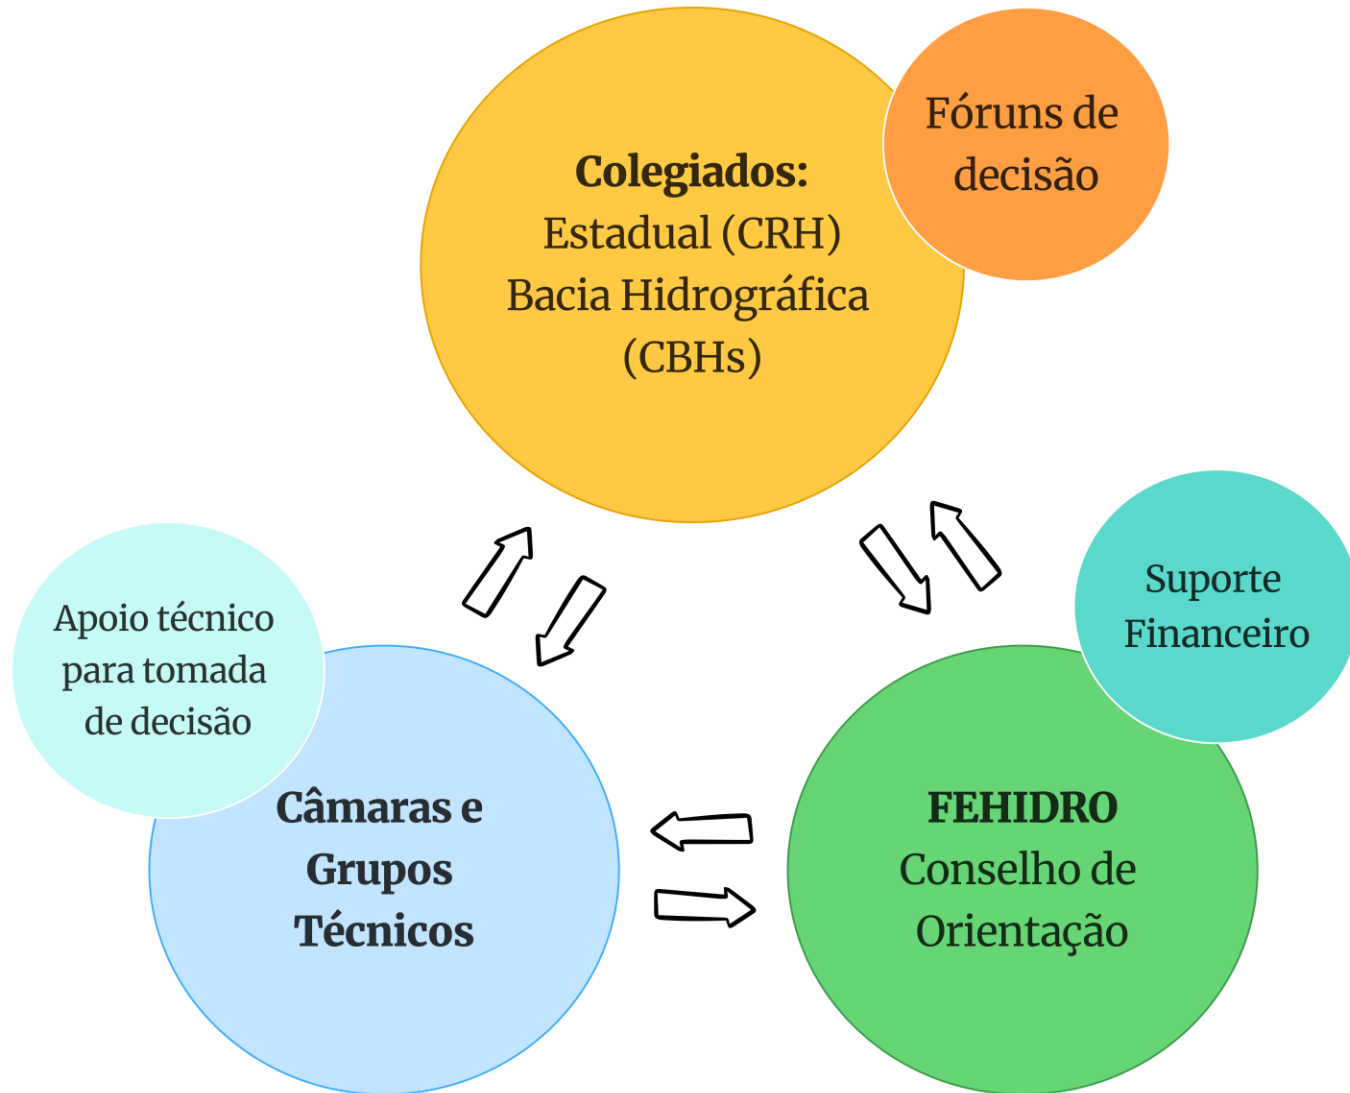 Colegiados:
Estadual (CRH)
Bacia Hidrográfica
(CBHs)
Fóruns de
decisão
Apoio técnico
para tomada
de decisão
Câmaras e
Grupos
Técnicos
Suporte
Financeiro
FEHIDRO
Conselho de
Orientação